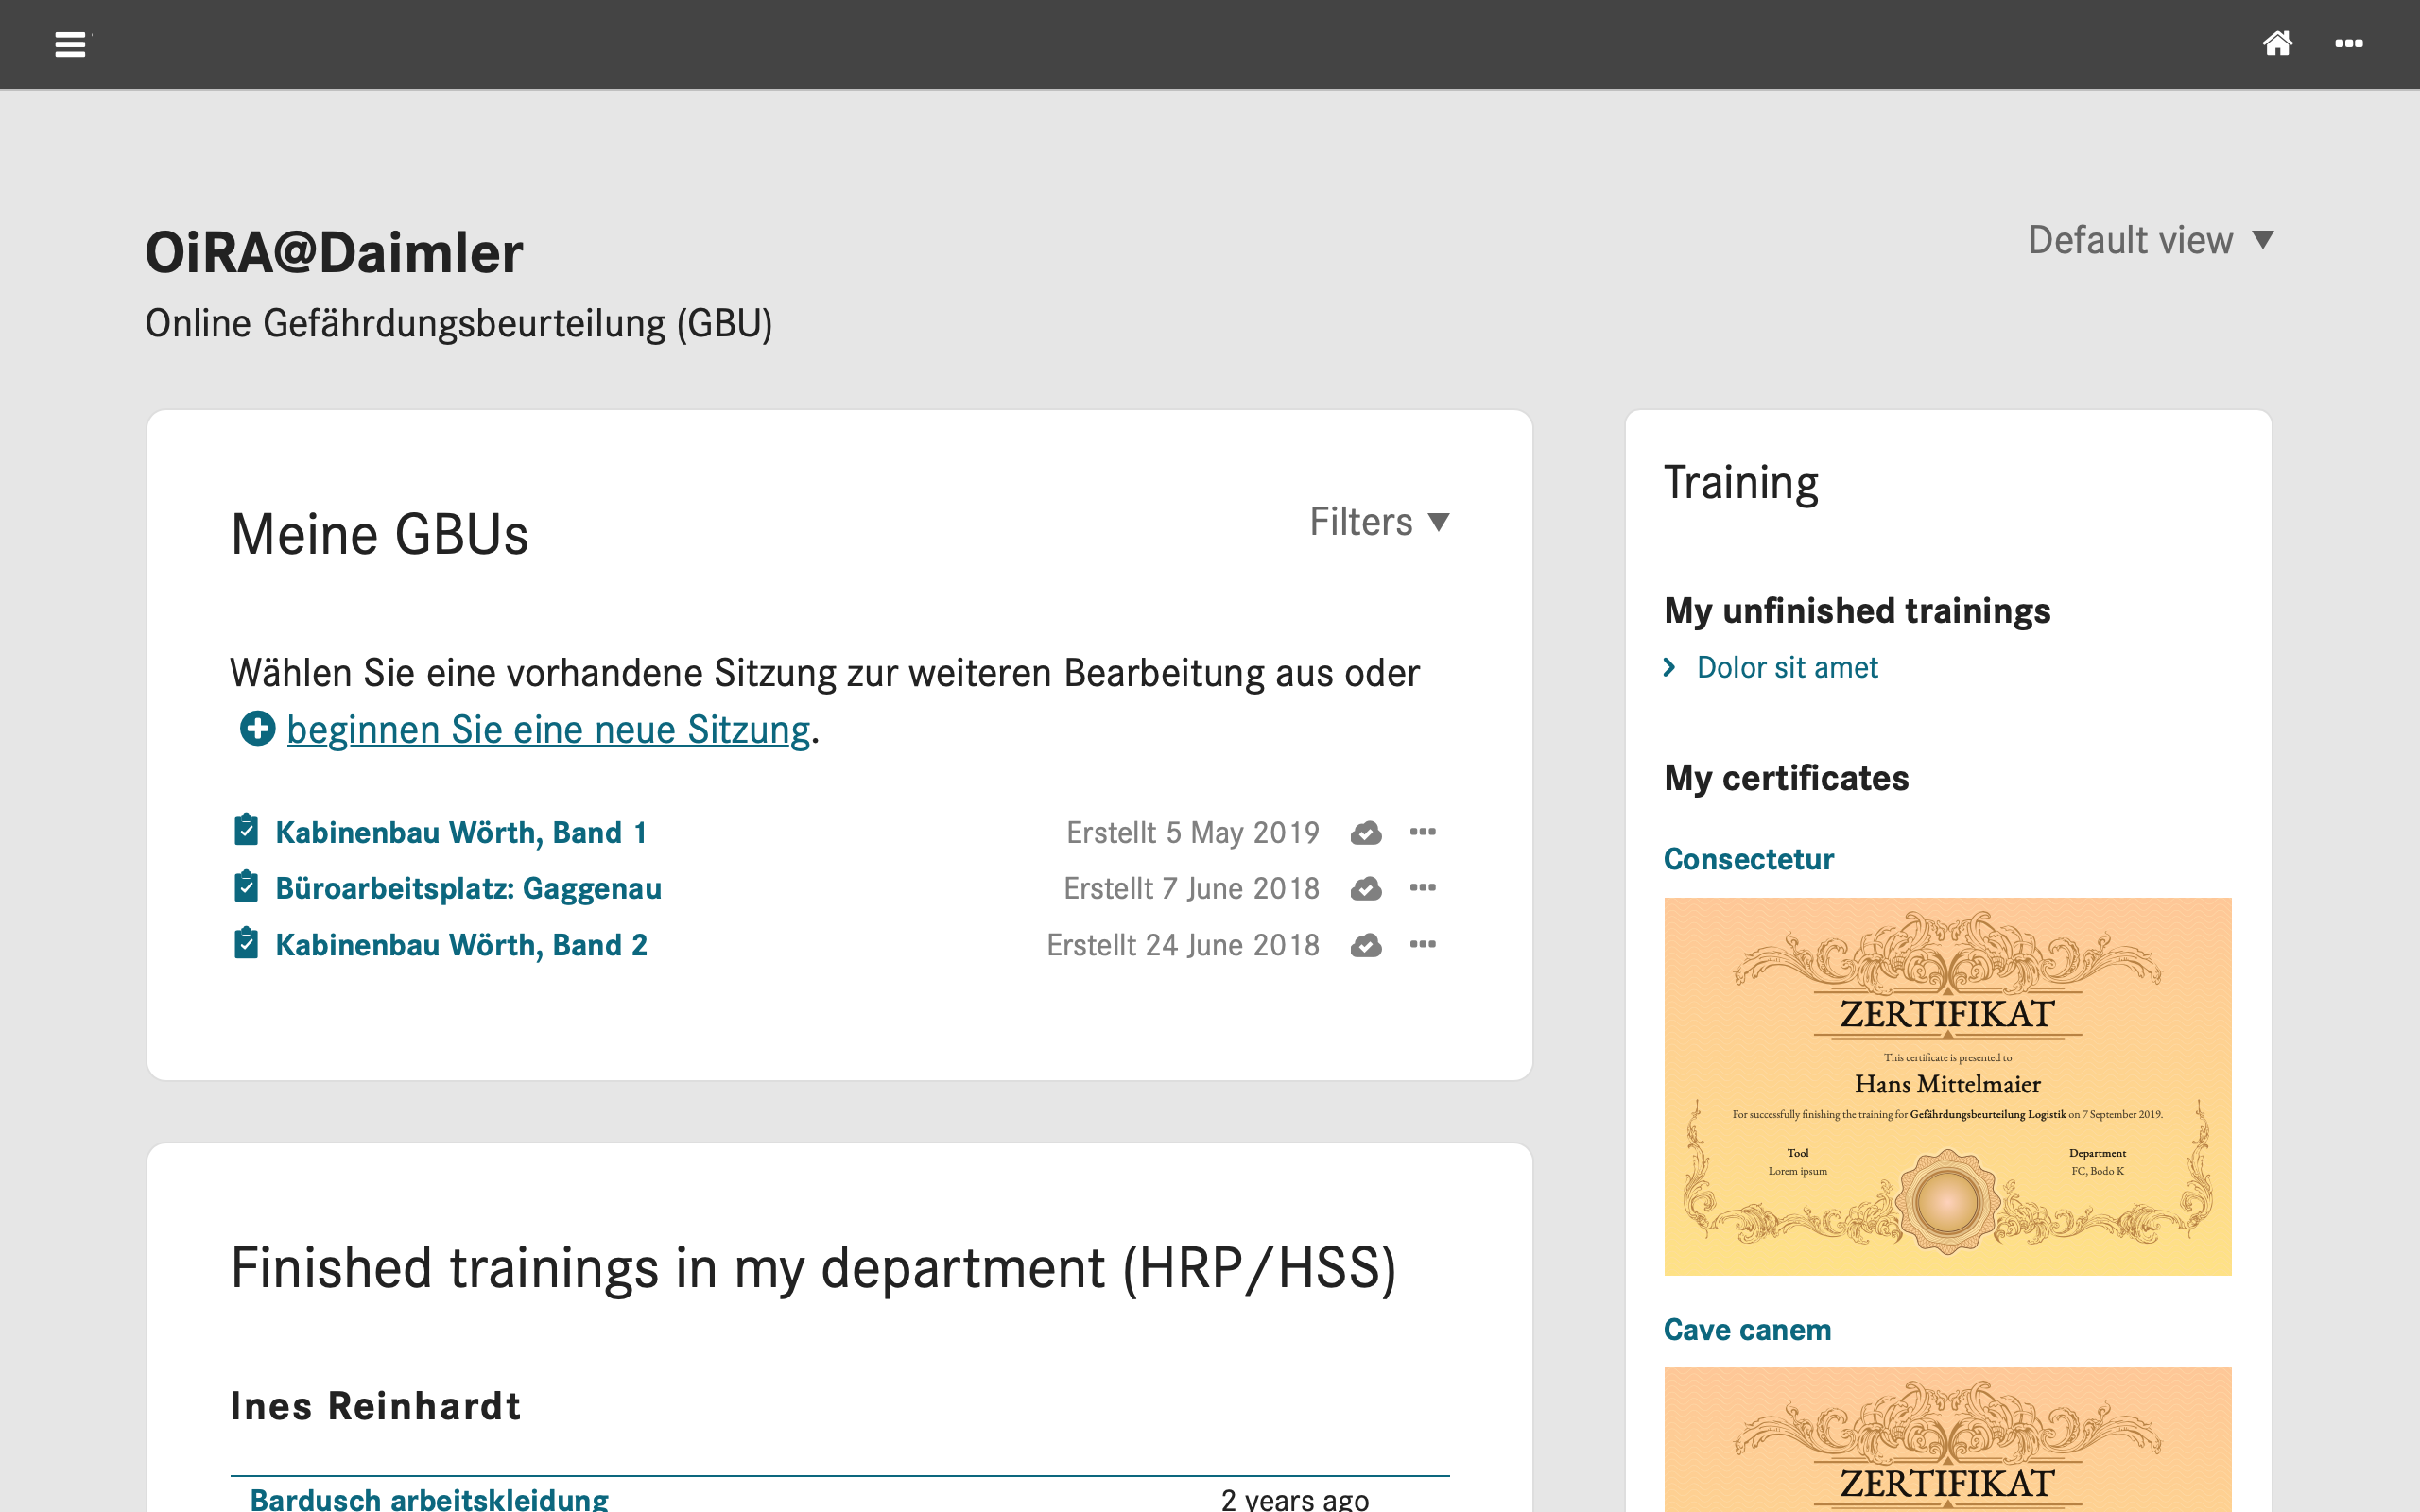 OiRA@Daimler
Online Gefährdungsbeurteilung (GBU)
Default view
Meine GBUs
Filters
Wählen Sie eine vorhandene Sitzung zur weiteren Bearbeitung aus oder
beginnen Sie eine neue Sitzung.
Kabinenbau Wörth, Band 1 Erstellt 5 May 2019
Büroarbeitsplatz: Gaggenau Erstellt 7 June 2018
Kabinenbau Wörth, Band 2 Erstellt 24 June 2018
Finished trainings in my department (HRP/HSS)
Ines Reinhardt
Bardusch arbeitskleidung 2 years ago
Training
My unfinished trainings
Dolor sit amet
My certificates
Consectetur
ZERTIFIKAT
This certificate is presented to
Hans Mittelmaier
For successfully finishing the training for Gefährdungsbeurteilung Logistik on 7 September 2019.
Tool
Lorem ipsum
Department
FC, Bodo K
Cave canem
ZERTIFIKAT